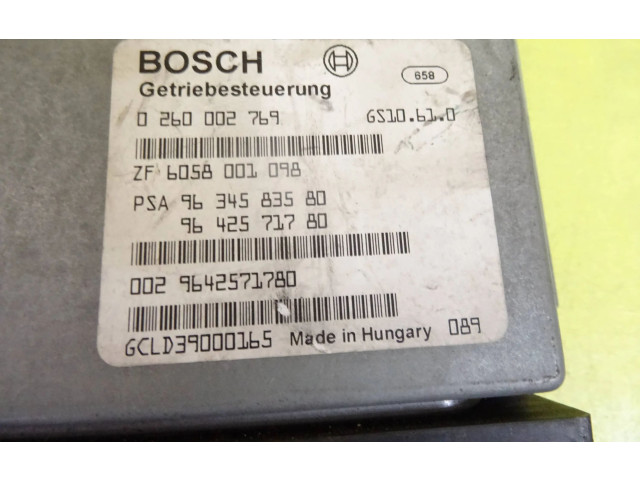 BOSCH
658
Getriebesteuerung
0 260 002 769 GS10.61.0
ZF 6058 001 098
PSA 96 345 835 80
96 425 717 80
002 9642571780
GCLD39000165 Made in Hungary 089